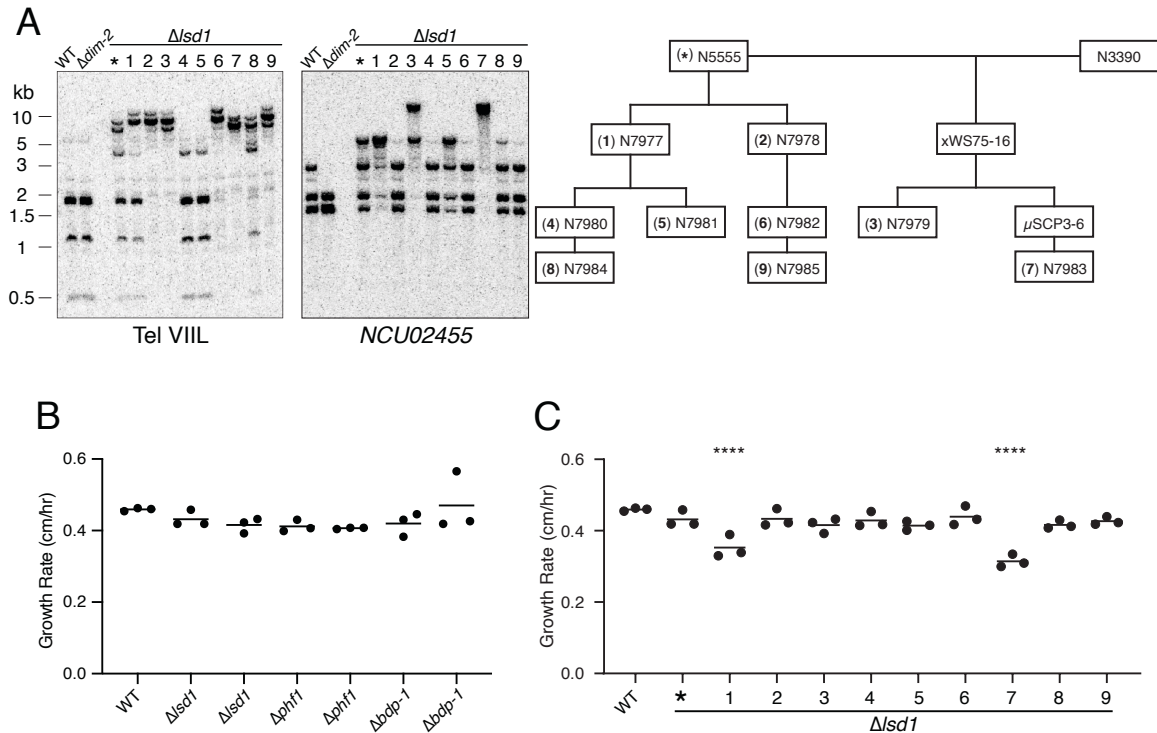 A
WT
Δdim-2
Δlsd1
* 1 2 3 4 5 6 7 8 9
kb
10
5
3
2
1.5
1
0.5
Tel VIIL
WT
Δdim-2
Δlsd1
* 1 2 3 4 5 6 7 8 9
NCU02455
(*) N5555
N3390
(1) N7977
(2) N7978
xWS75-16
(4) N7980
(5) N7981
(6) N7982
(3) N7979
µSCP3-6
(8) N7984
(9) N7985
(7) N7983
B
Growth Rate (cm/hr)
0.6
0.4
0.2
0.0
WT
Δlsd1
Δlsd1
Δphf1
Δphf1
Δbdp-1
Δbdp-1
C
Growth Rate (cm/hr)
0.6
0.4
0.2
0.0
**** ****
WT * 1 2 3 4 5 6 7 8 9
Δlsd1